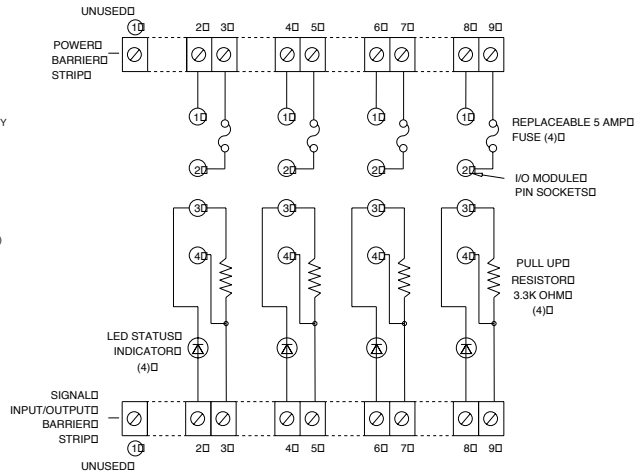 UNUSED
1 2 3 4 5 6 7 8 9
POWER
BARRIER
STRIP
Y
1 1 1 1
REPLACEABLE 5 AMP
FUSE (4)
2 2 2 2
I/O MODULE
PIN SOCKETS
3 3 3 3
)
4 4 4 4
PULL UP
RESISTOR
3.3K OHM
(4)
LED STATUS
INDICATOR
(4)
SIGNAL
INPUT/OUTPUT
BARRIER
STRIP
1 2 3 4 5 6 7 8 9
UNUSED